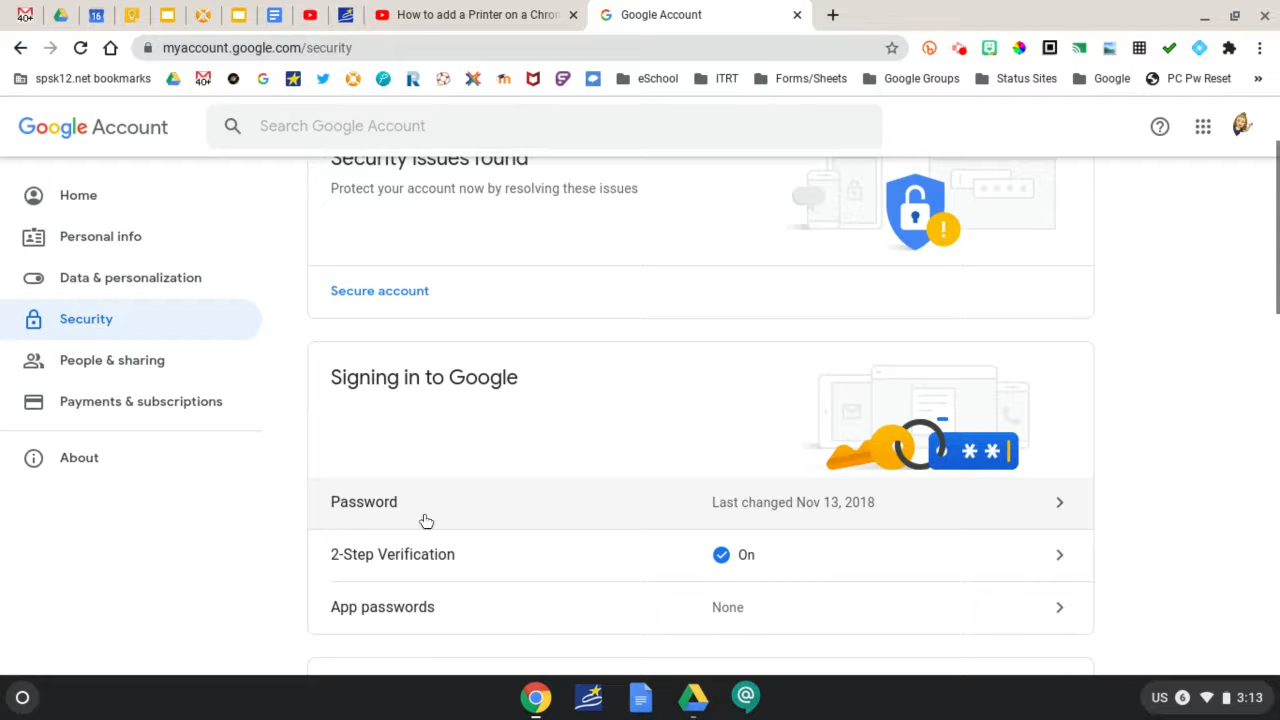 40+
16
How to add a Printer on a Chron
Google Account
myaccount.google.com/security
spsk12.net bookmarks
40+
eSchool
ITRT
Forms/Sheets
Google Groups
Status Sites
Google
PC Pw Reset
»
Google Account
Search Google Account
Home
Personal info
Data & personalization
Security
People & sharing
Payments & subscriptions
About
Security issues found
Protect your account now by resolving these issues
Secure account
Signing in to Google
**
Password
Last changed Nov 13, 2018
2-Step Verification
On
App passwords
None
US 6 3:13